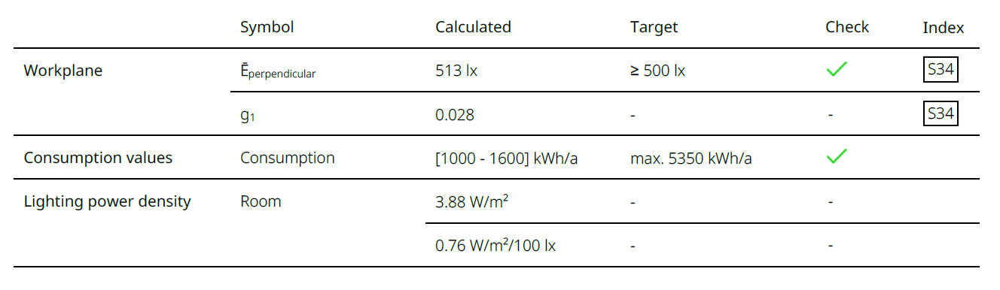 Symbol Calculated Target Check Index
Workplane Ēperpendicular 513 lx ≥ 500 lx ✓ S34
g1 0.028 - - S34
Consumption values Consumption [1000 - 1600] kWh/a max. 5350 kWh/a ✓
Lighting power density Room 3.88 W/m² - -
0.76 W/m²/100 lx - -